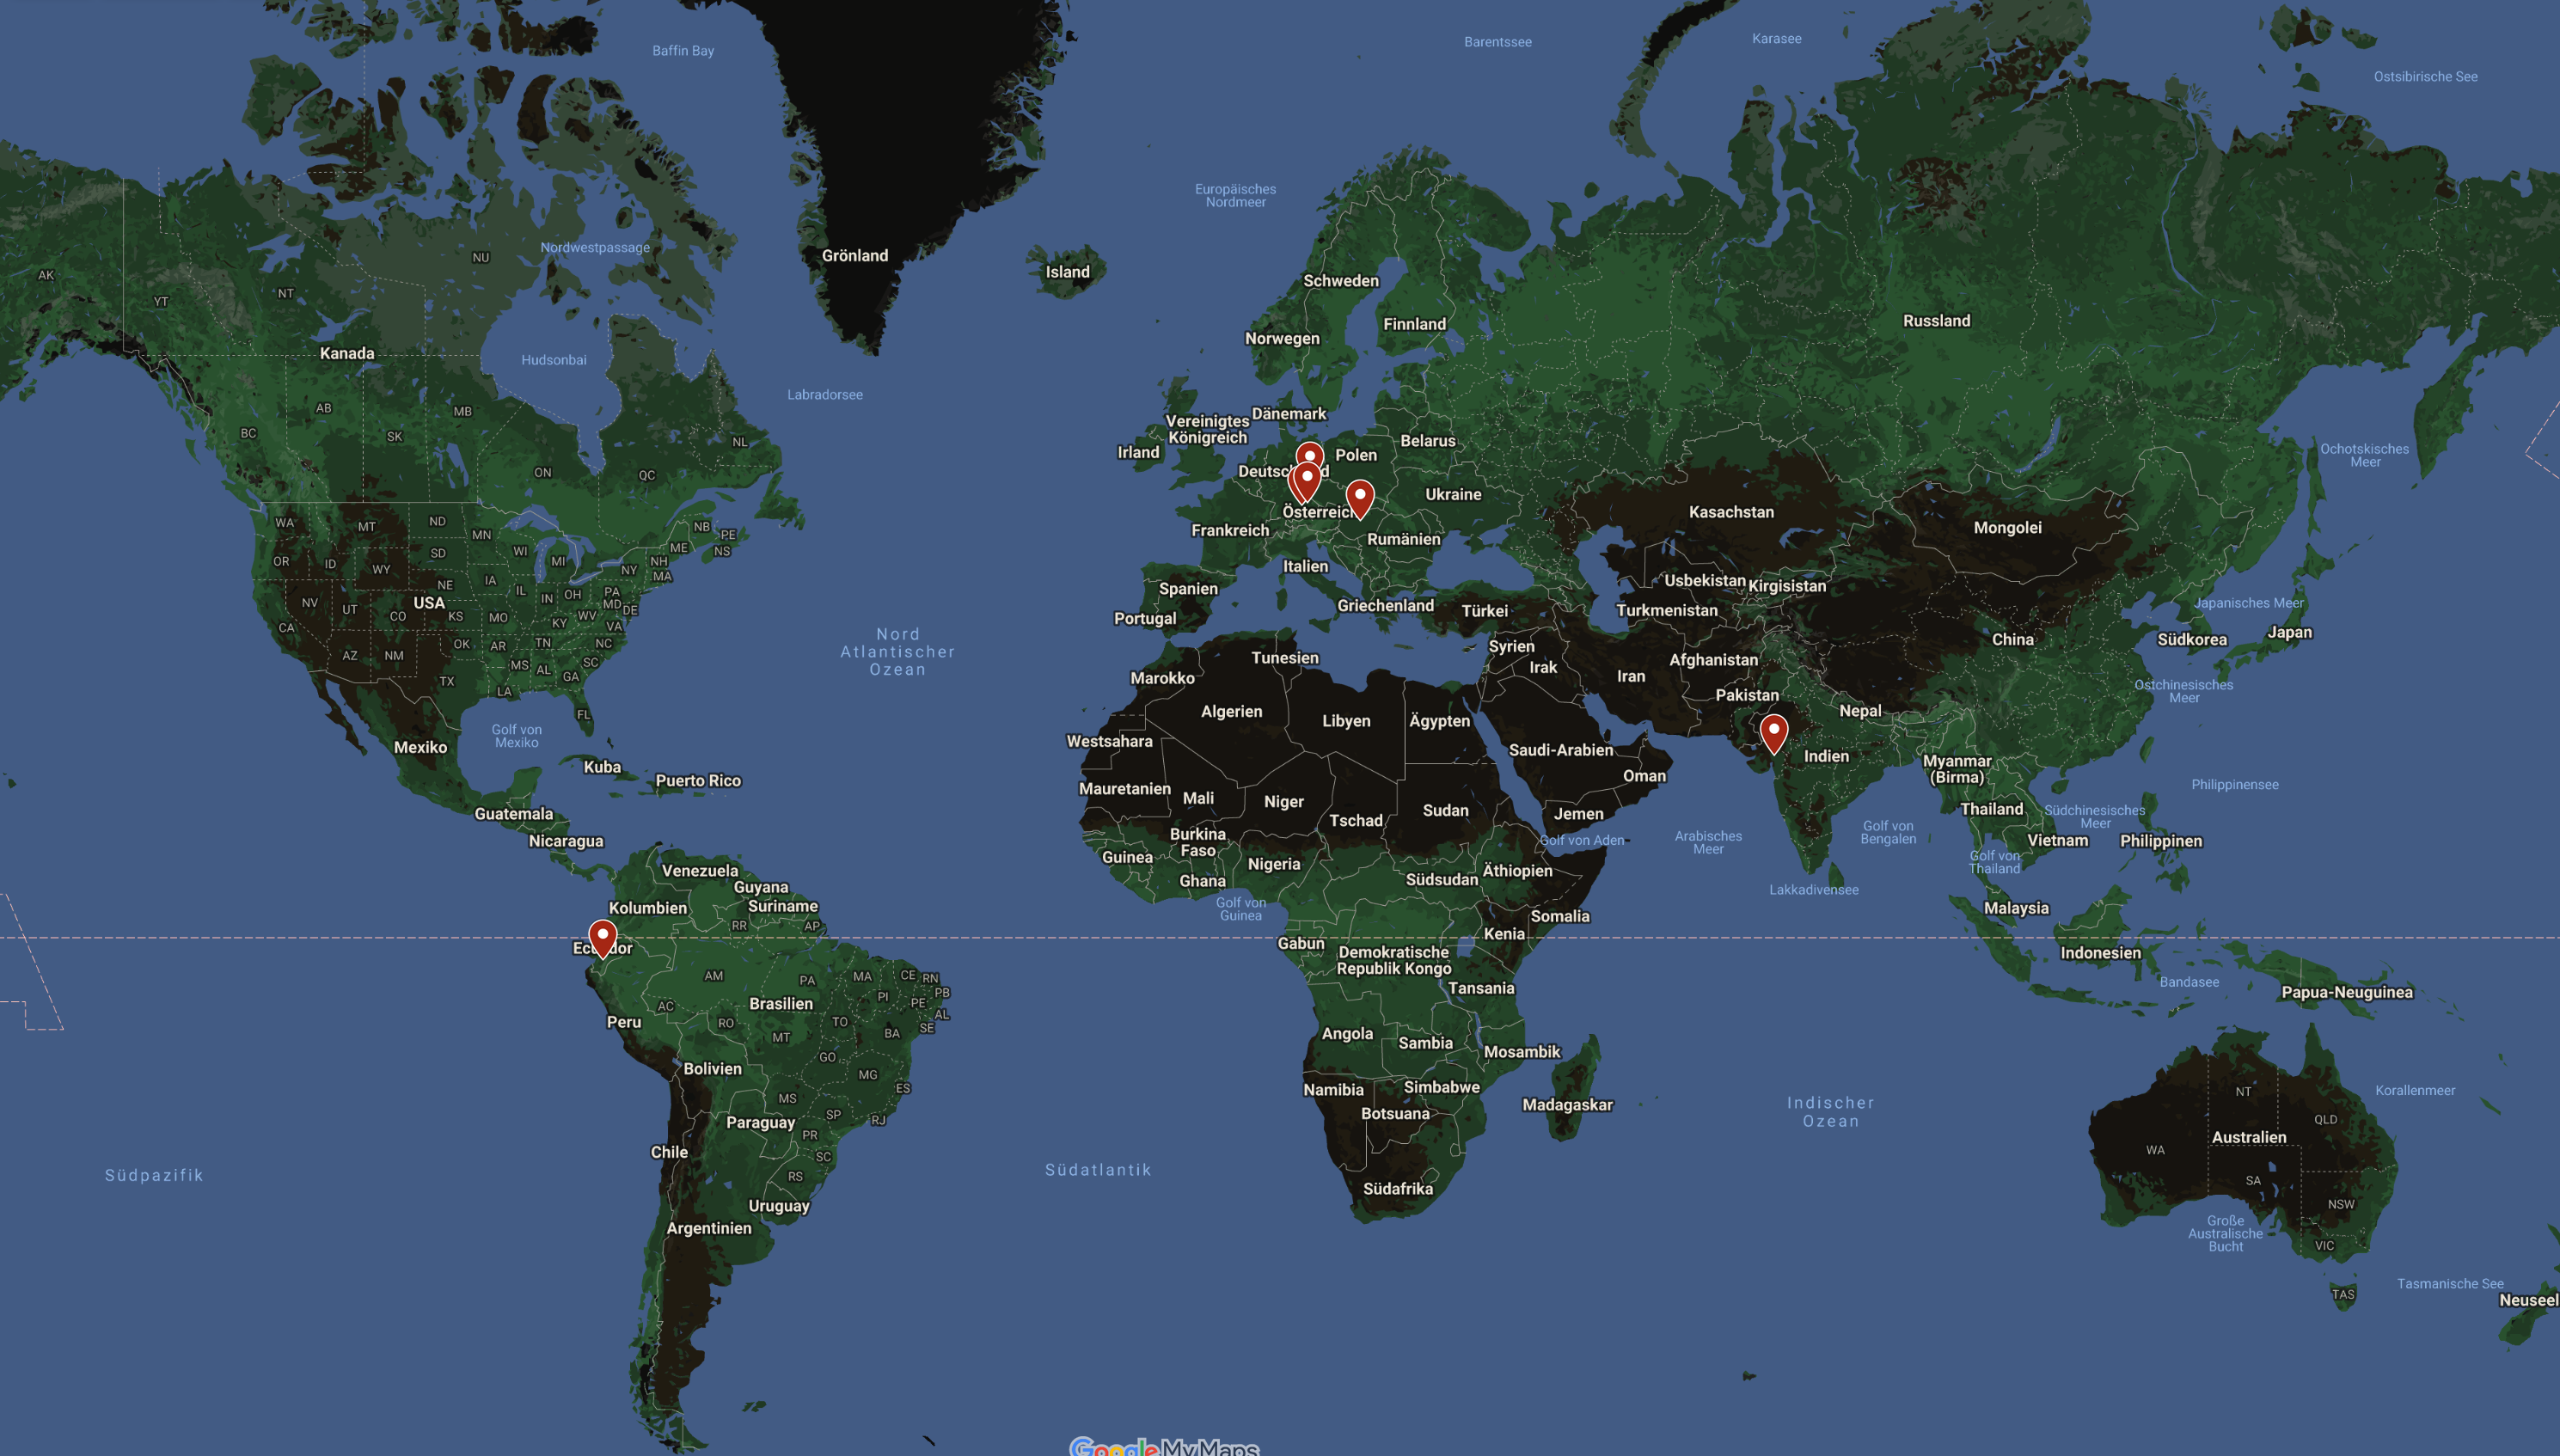 Baffin Bay
Barentssee
Karasee
Ostsibirische See
Europäisches
Nordmeer
Nordwestpassage
NU
Grönland
Island
AK
YT
NT
Schweden
Russland
Finnland
Norwegen
Kanada
Hudsonbai
Labradorsee
AB
MB
BC
SK
NL
ON
QC
Dänemark
Vereinigtes
Königreich
Irland
Belarus
Polen
Ochotskisches
Meer
Ukraine
Österreich
Kasachstan
Mongolei
Frankreich
Rumänien
WA
MT
ND
MN
NB
PE
NS
ME
OR
ID
SD
WI
MI
NH
MA
WY
NE
IA
NY
IL
IN
OH
PA
MD
DE
NV
UT
CO
USA
KS
MO
KY
WV
VA
CA
OK
AR
TN
NC
AZ
NM
MS
AL
SC
GA
TX
LA
FL
Italien
Spanien
Portugal
Griechenland
Türkei
Usbekistan
Kirgisistan
Turkmenistan
Japanisches Meer
Japan
Südkorea
China
Nord
Atlantischer
Ozean
Tunesien
Syrien
Irak
Iran
Afghanistan
Marokko
Pakistan
Ostchinesisches
Meer
Algerien
Libyen
Ägypten
Nepal
Golf von
Mexiko
Mexiko
Westsahara
Saudi-Arabien
Indien
Myanmar
(Birma)
Kuba
Puerto Rico
Oman
Philippinensee
Mauretanien
Mali
Niger
Tschad
Sudan
Jemen
Guatemala
Thailand
Südchinesisches
Meer
Nicaragua
Burkina
Faso
Golf von Aden
Arabisches
Meer
Golf von
Bengalen
Vietnam
Philippinen
Guinea
Nigeria
Golf von
Thailand
Venezuela
Ghana
Südsudan
Äthiopien
Lakkadivensee
Guyana
Suriname
Kolumbien
Golf von
Guinea
Somalia
Malaysia
RR
AP
Gabun
Kenia
Demokratische
Republik Kongo
Indonesien
AM
PA
MA
CE
RN
PB
Bandasee
Tansania
Papua-Neuguinea
Brasilien
AC
PI
PE
AL
SE
Peru
RO
TO
BA
MT
Angola
Sambia
Mosambik
GO
Bolivien
MG
ES
Namibia
Simbabwe
NT
Korallenmeer
MS
SP
RJ
Botsuana
Madagaskar
Indischer
Ozean
Paraguay
PR
QLD
Australien
WA
Chile
SC
RS
Südpazifik
Südatlantik
Südafrika
SA
NSW
Uruguay
Argentinien
Große
Australische
Bucht
VIC
Tasmanische See
TAS
Neuseel
Google My Maps